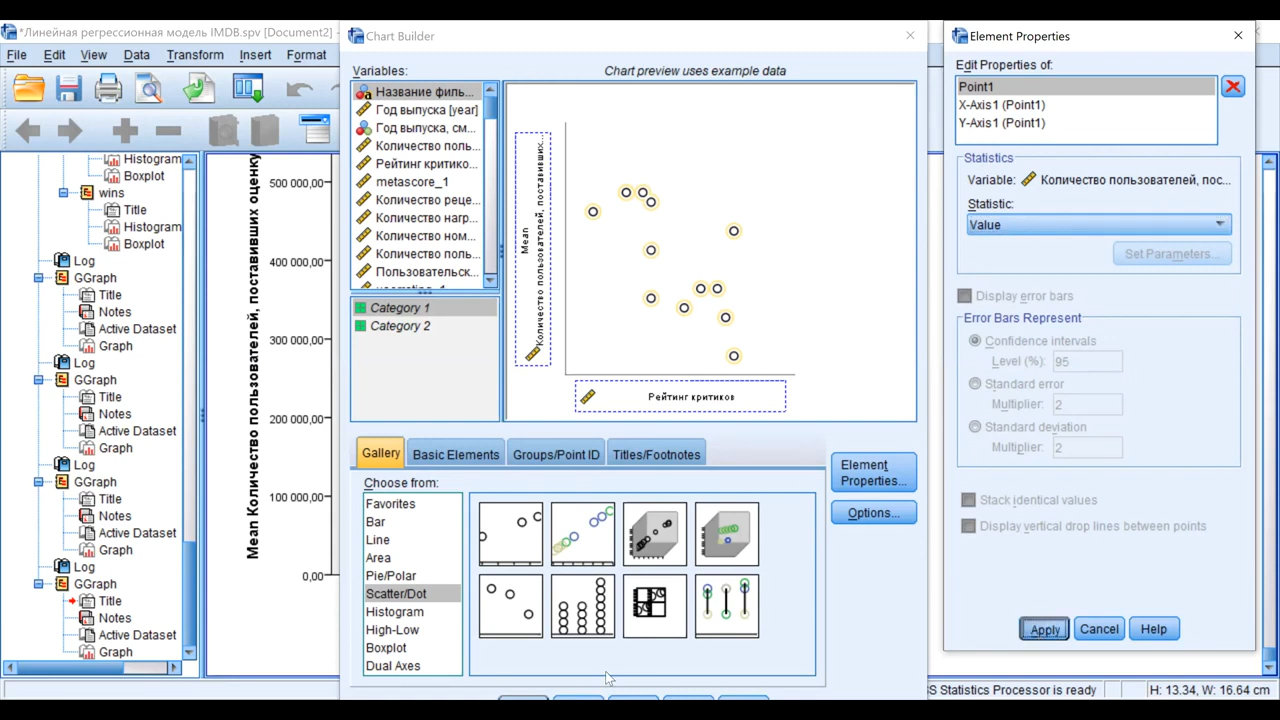 *Линейная регрессионная модель IMDB.spv [Document2]
File Edit View Data Transform Insert Format
Histogram
Boxplot
wins
Title
Histogram
Boxplot
Log
GGraph
Title
Notes
Active Dataset
Graph
Log
GGraph
Title
Notes
Active Dataset
Graph
Log
GGraph
Title
Notes
Active Dataset
Graph
Log
GGraph
Title
Notes
Active Dataset
Graph
Mean Количество пользователей, поставивших оценку
500 000,00
400 000,00
300 000,00
200 000,00
100 000,00
0,00
Chart Builder
Variables:
Chart preview uses example data
Название филь...
Год выпуска [year]
Год выпуска, см...
Количество поль...
Рейтинг критико...
metascore_1
Количество реце...
Количество нагр...
Количество ном...
Количество поль...
Пользовательск...
Category 1
Category 2
Mean
Количество пользователей, поставивших...
Рейтинг критиков
Gallery Basic Elements Groups/Point ID Titles/Footnotes
Choose from:
Favorites
Bar
Line
Area
Pie/Polar
Scatter/Dot
Histogram
High-Low
Boxplot
Dual Axes
Element
Properties...
Options...
Element Properties
Edit Properties of:
Point1
X-Axis1 (Point1)
Y-Axis1 (Point1)
Statistics
Variable: Количество пользователей, пос...
Statistic:
Value
Set Parameters...
Display error bars
Error Bars Represent
Confidence intervals
Level (%): 95
Standard error
Multiplier: 2
Standard deviation
Multiplier: 2
Stack identical values
Display vertical drop lines between points
Apply Cancel Help
S Statistics Processor is ready
H: 13.34, W: 16.64 cm